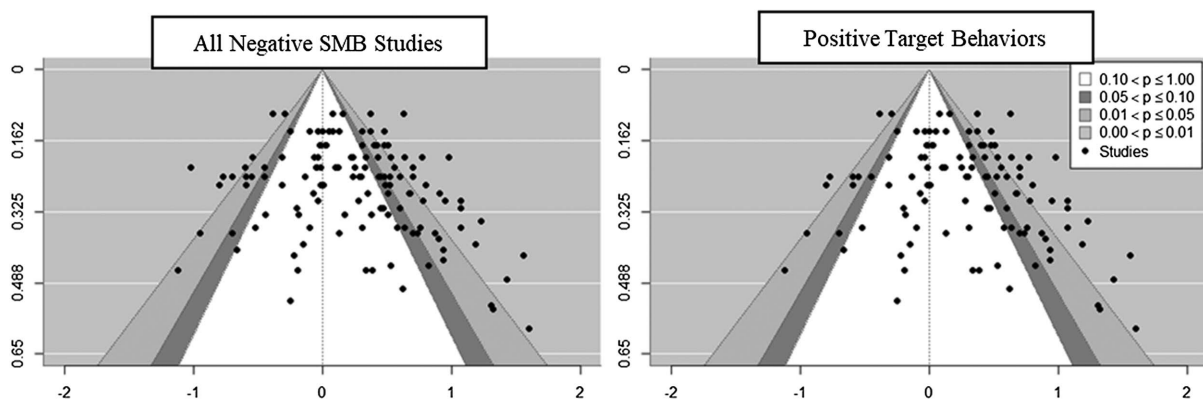 All Negative SMB Studies
Positive Target Behaviors
0
0.162
0.325
0.488
0.65
-2
-1
0
1
2
0
0.162
0.325
0.488
0.65
-2
-1
0
1
2
0.10 < p ≤ 1.00
0.05 < p ≤ 0.10
0.01 < p ≤ 0.05
0.00 < p ≤ 0.01
Studies